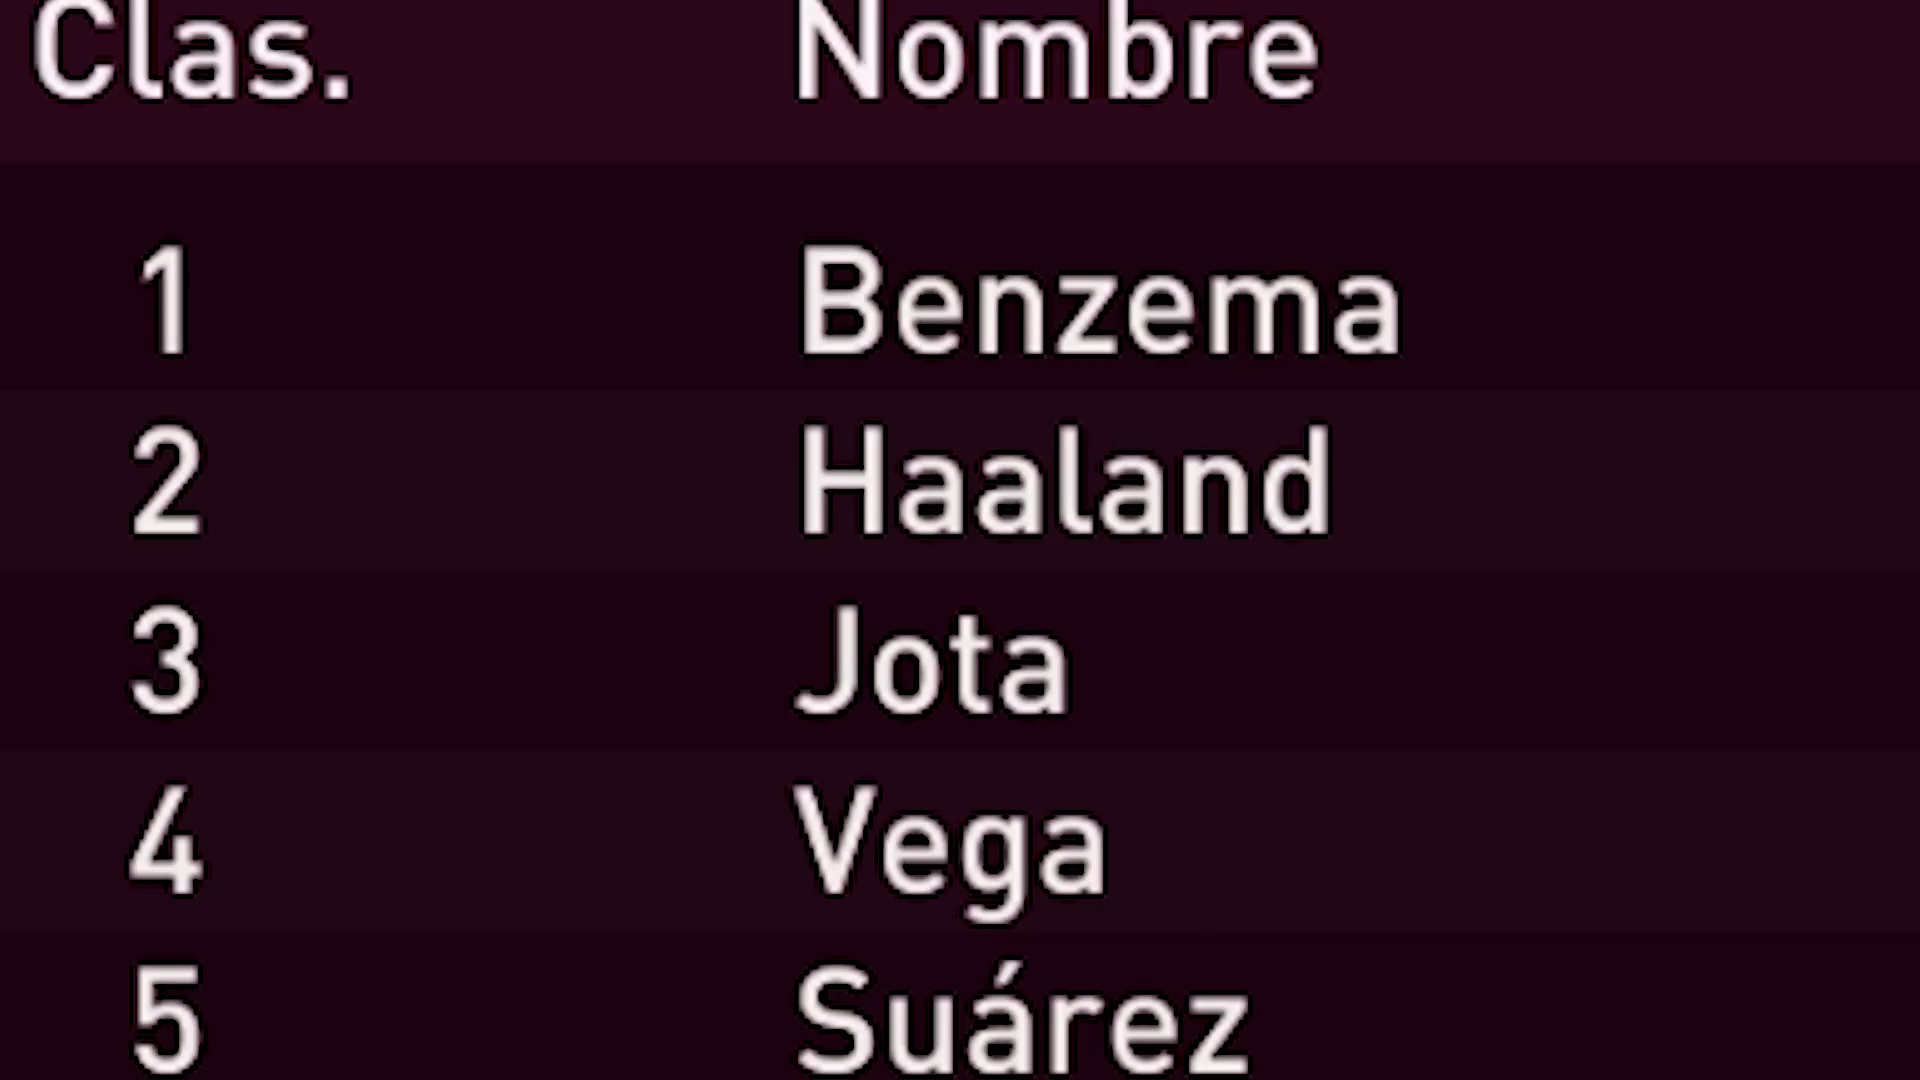 Clas. Nombre
1 Benzema
2 Haaland
3 Jota
4 Vega
5 Suárez